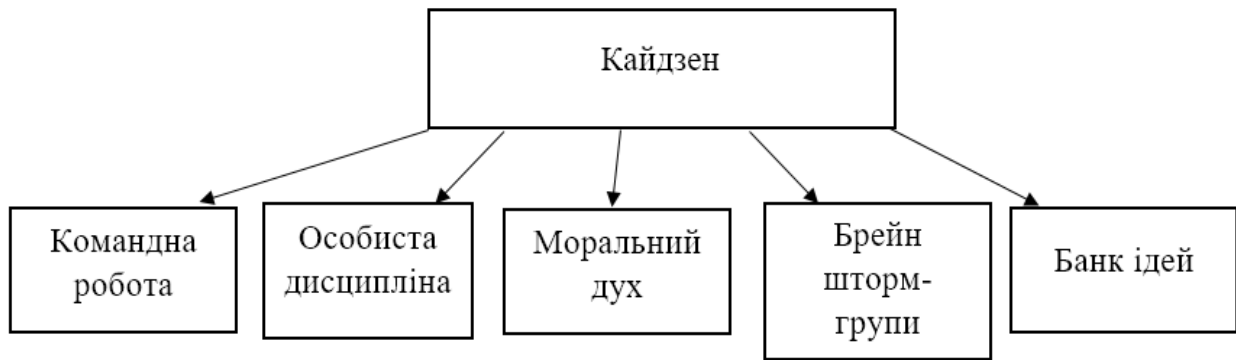 Кайдзен
Командна
робота
Особиста
дисципліна
Моральний
дух
Брейн
шторм-
групи
Банк ідей